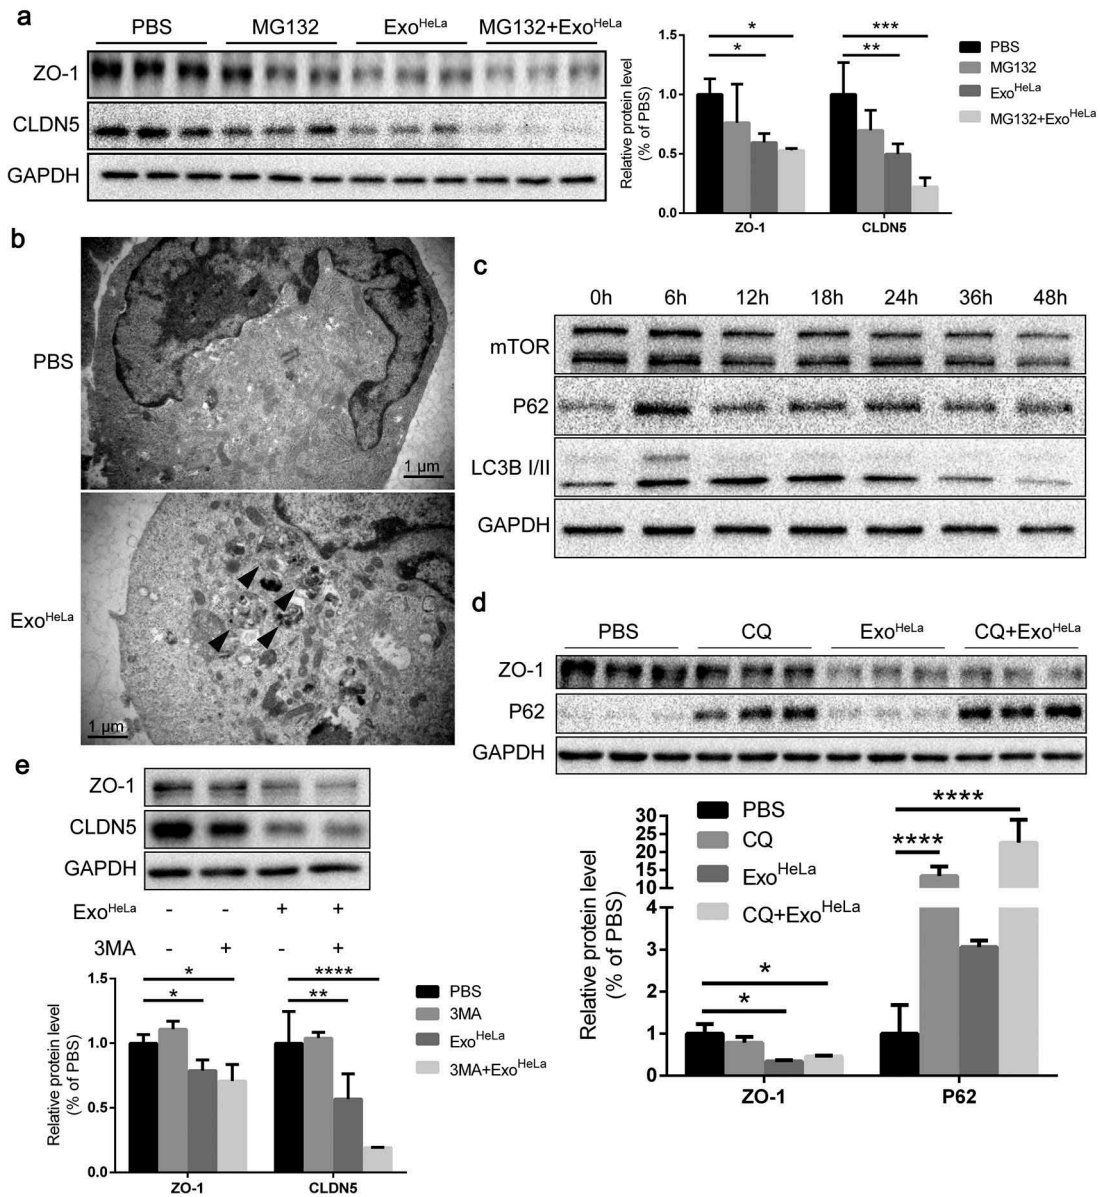 a
PBS MG132 Exo^HeLa MG132+Exo^HeLa
ZO-1
CLDN5
GAPDH
Relative protein level
(% of PBS)
1.5
1.0
0.5
0.0
* * *** **
ZO-1 CLDN5
PBS
MG132
Exo^HeLa
MG132+Exo^HeLa
b
PBS
1 μm
Exo^HeLa
1 μm
c
0h 6h 12h 18h 24h 36h 48h
mTOR
P62
LC3B I/II
GAPDH
d
PBS CQ Exo^HeLa CQ+Exo^HeLa
ZO-1
P62
GAPDH
Relative protein level
(% of PBS)
30
25
20
15
10
5
4
3
2
1
0
PBS
CQ
Exo^HeLa
CQ+Exo^HeLa
****
****
*
*
ZO-1 P62
e
ZO-1
CLDN5
GAPDH
Exo^HeLa - - + +
3MA - + - +
Relative protein level
(% of PBS)
1.5
1.0
0.5
0.0
* ****
* **
ZO-1 CLDN5
PBS
3MA
Exo^HeLa
3MA+Exo^HeLa